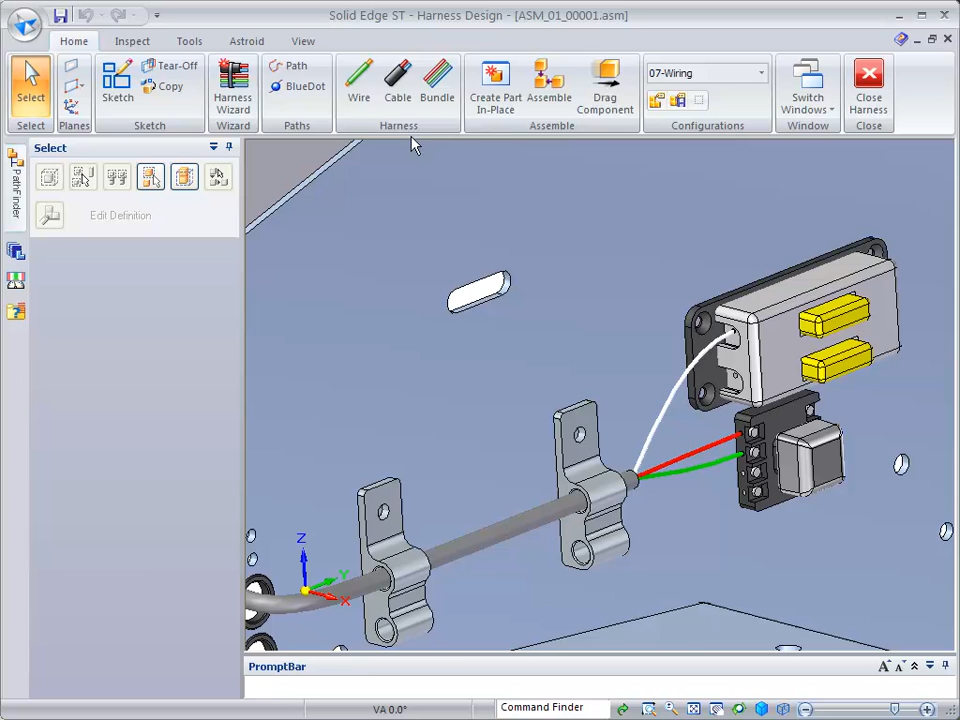 Solid Edge ST - Harness Design - [ASM_01_00001.asm]
Home Inspect Tools Astroid View
Select
Select
Planes
Sketch
Tear-Off
Copy
Sketch
Harness Wizard
Wizard
Path
BlueDot
Paths
Wire
Cable
Bundle
Harness
Create Part In-Place
Assemble
Drag Component
Assemble
07-Wiring
Configurations
Switch Windows
Window
Close Harness
Close
Select
PathFinder
Edit Definition
Z
Y
X
PromptBar
A A
VA 0.0°
Command Finder